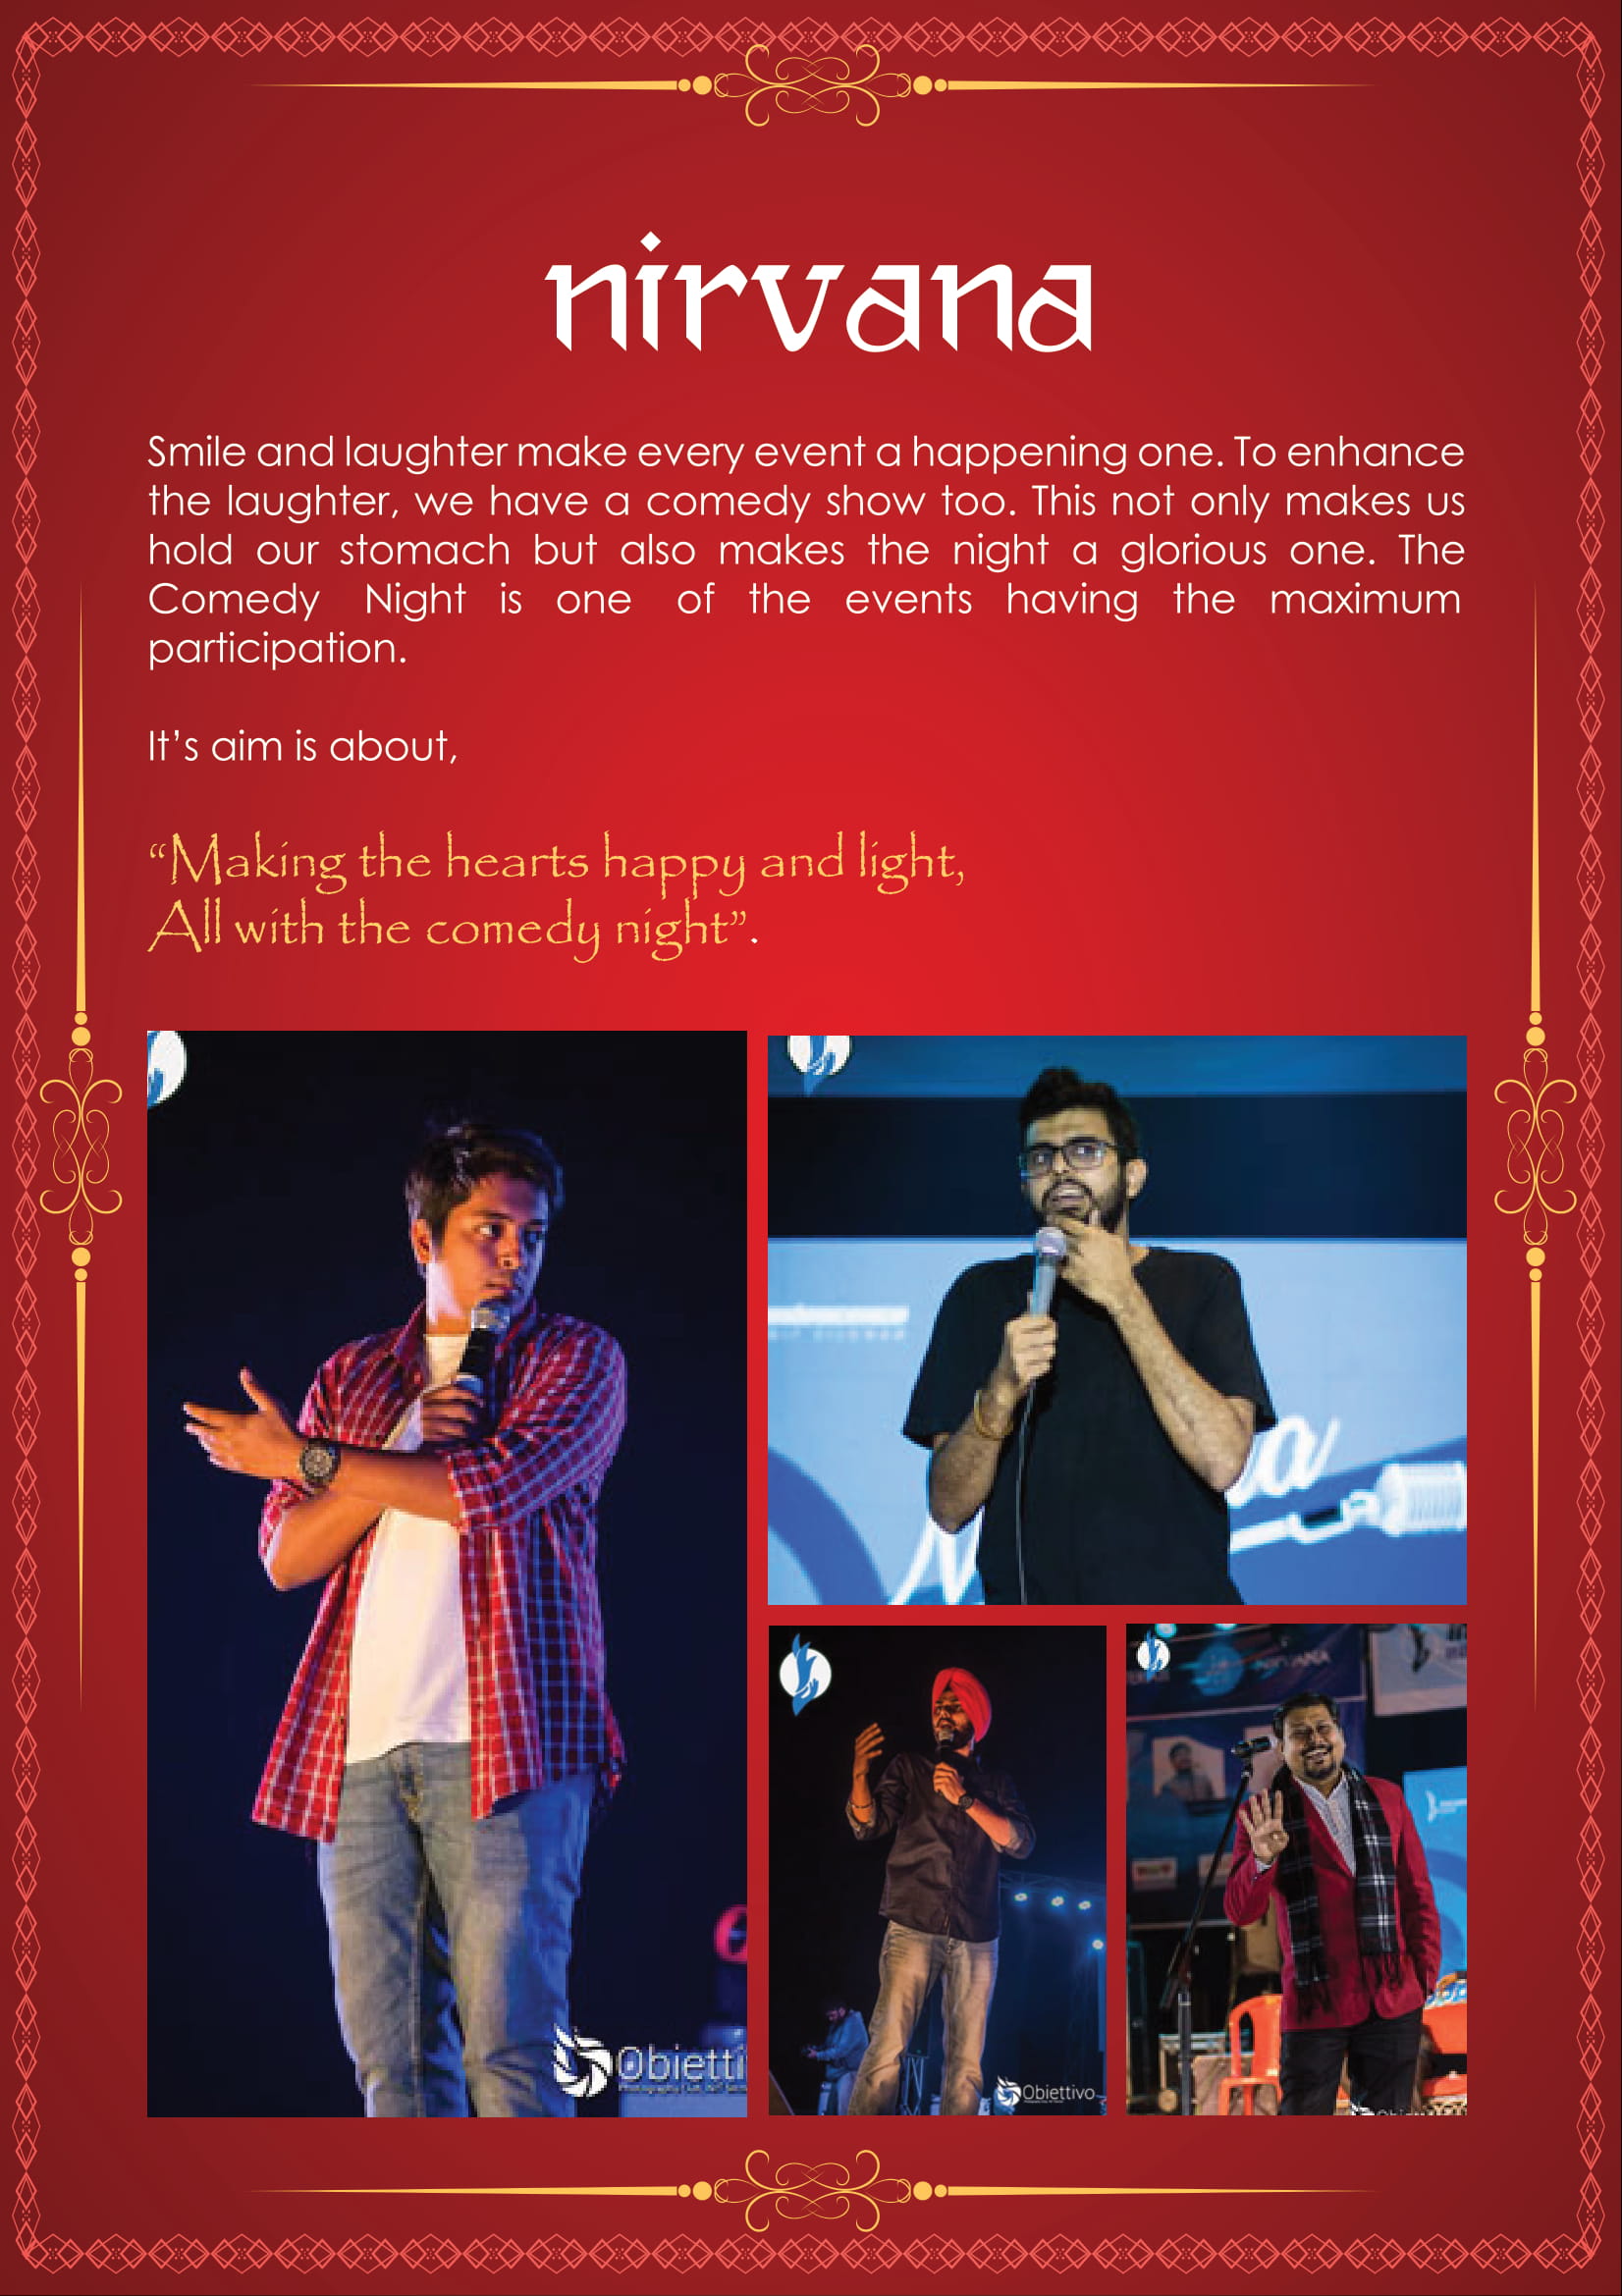 nirvana
Smile and laughter make every event a happening one. To enhance
the laughter, we have a comedy show too. This not only makes us
hold our stomach but also makes the night a glorious one. The
Comedy Night is one of the events having the maximum
participation.
It’s aim is about,
“Making the hearts happy and light,
All with the comedy night”.
NIRVANA
Obietti
Obiettivo